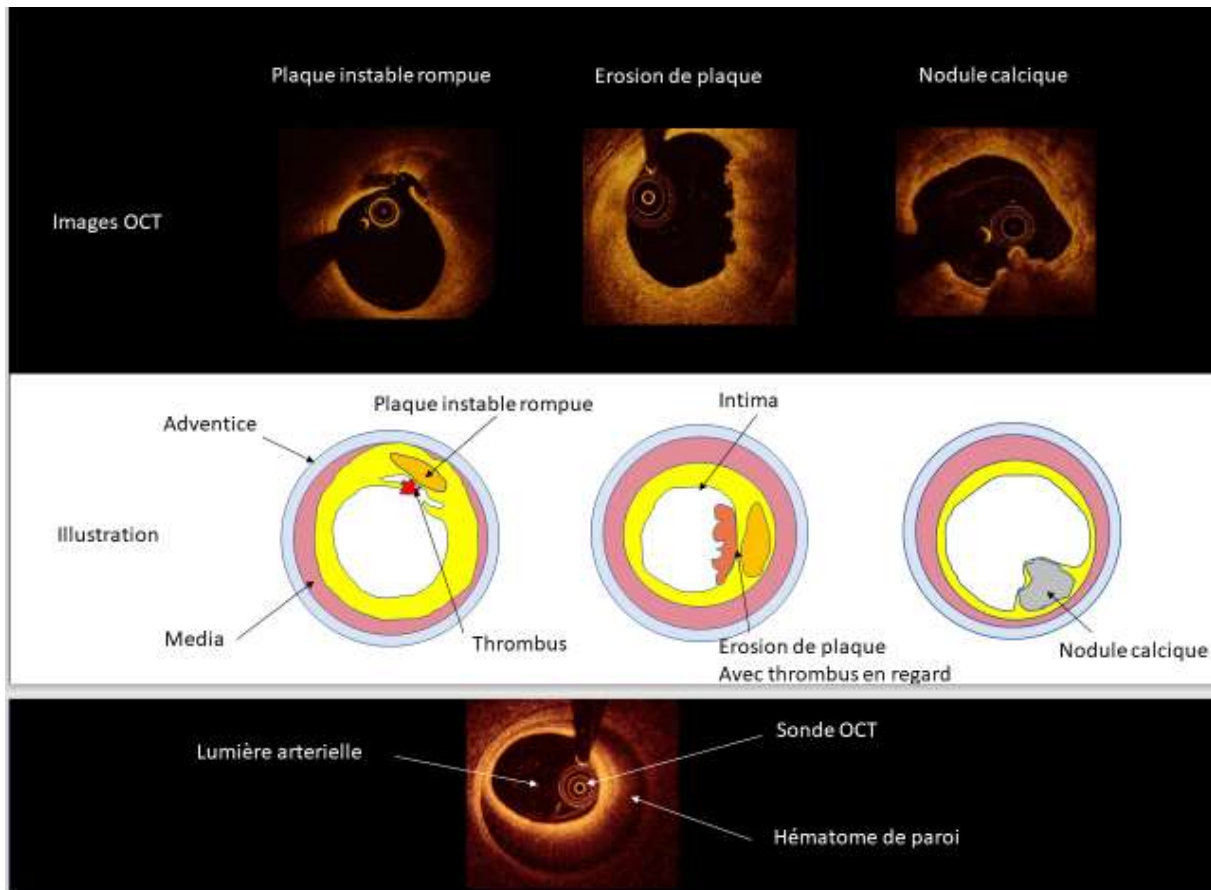 Plaque instable rompue
Erosion de plaque
Nodule calcique
Images OCT
Plaque instable rompue
Intima
Adventice
Illustration
Media
Thrombus
Erosion de plaque
Avec thrombus en regard
Nodule calcique
Sonde OCT
Lumière arterielle
Hématome de paroi